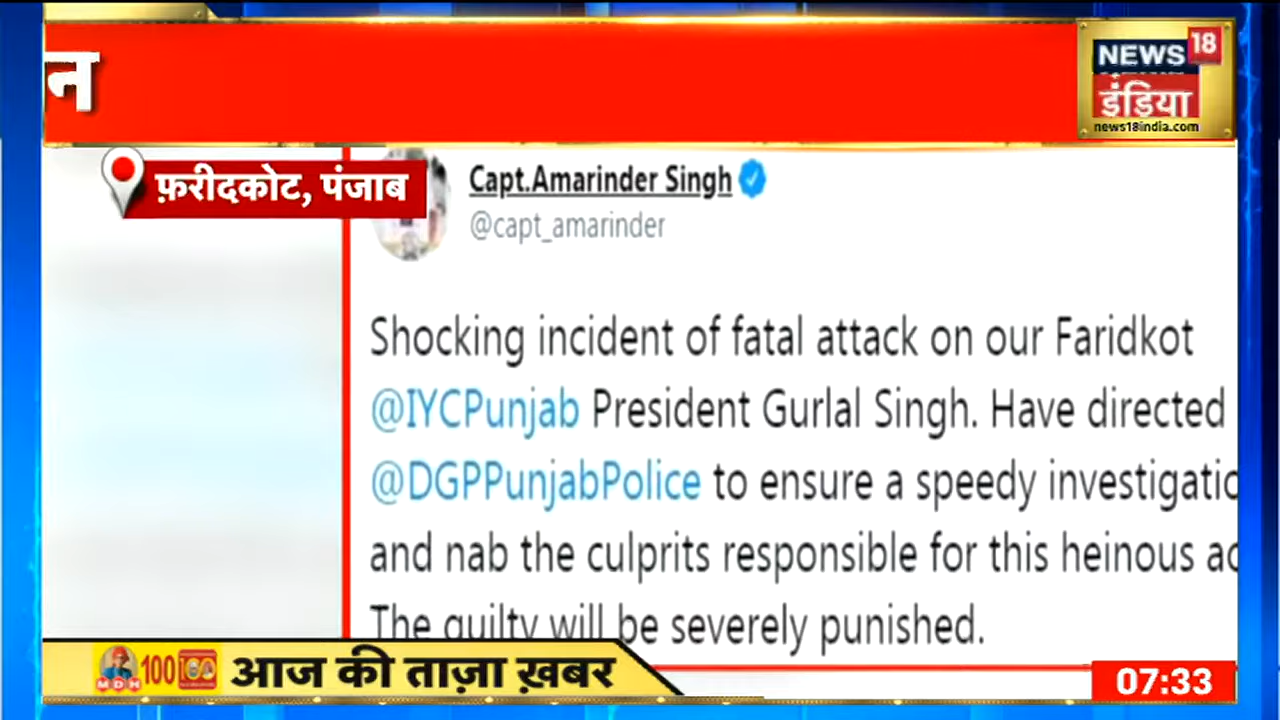 न
NEWS 18
इंडिया
news18india.com
फ़रीदकोट, पंजाब
Capt.Amarinder Singh
@capt_amarinder
Shocking incident of fatal attack on our Faridkot
@IYCPunjab President Gurlal Singh. Have directed
@DGPPunjabPolice to ensure a speedy investigatio
and nab the culprits responsible for this heinous ac
The guilty will be severely punished.
MDH 100 100 आज की ताज़ा ख़बर
07:33